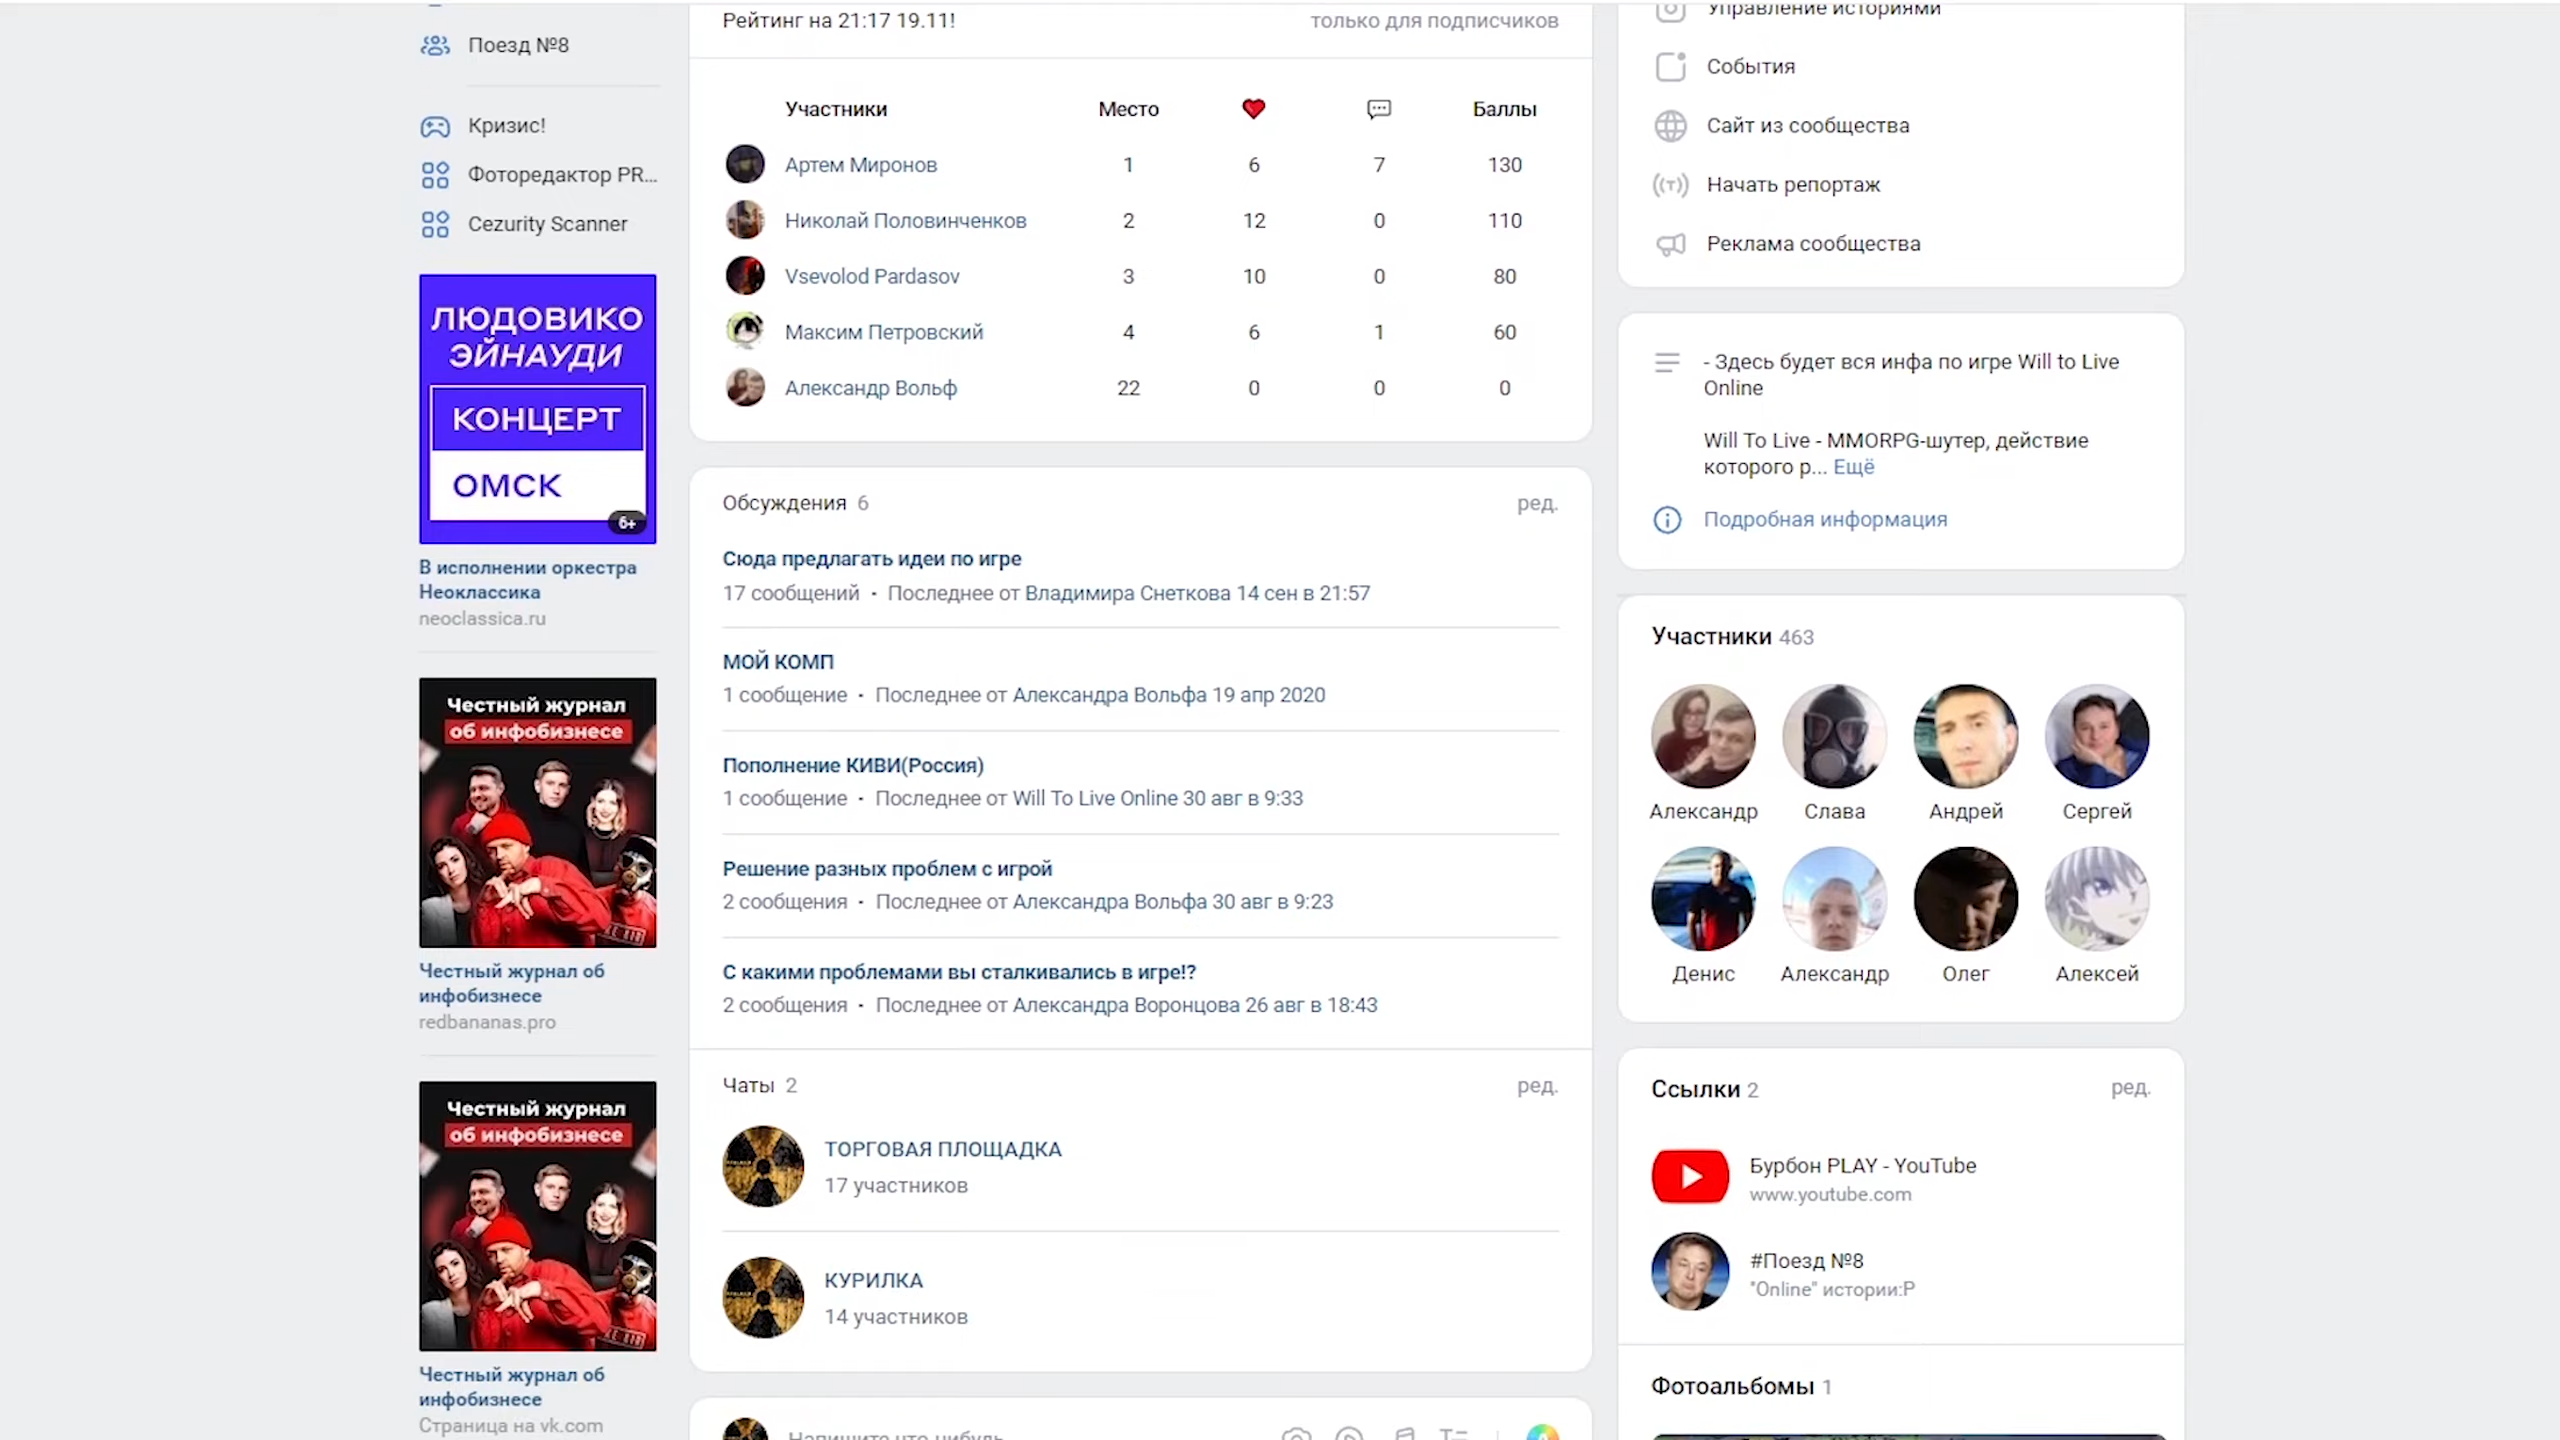 Поезд №8
Кризис!
Фоторедактор PR...
Cezurity Scanner
ЛЮДОВИКО
ЭЙНАУДИ
КОНЦЕРТ
ОМСК
6+
В исполнении оркестра
Неоклассика
neoclassica.ru
Честный журнал
об инфобизнесе
Честный журнал об
инфобизнесе
redbananas.pro
Честный журнал
об инфобизнесе
Честный журнал об
инфобизнесе
Страница на vk.com
Рейтинг на 21:17 19.11! только для подписчиков
Участники Место Баллы
Артем Миронов 1 6 7 130
Николай Половинченков 2 12 0 110
Vsevolod Pardasov 3 10 0 80
Максим Петровский 4 6 1 60
Александр Вольф 22 0 0 0
Обсуждения 6 ред.
Сюда предлагать идеи по игре
17 сообщений · Последнее от Владимира Снеткова 14 сен в 21:57
МОЙ КОМП
1 сообщение · Последнее от Александра Вольфа 19 апр 2020
Пополнение КИВИ(Россия)
1 сообщение · Последнее от Will To Live Online 30 авг в 9:33
Решение разных проблем с игрой
2 сообщения · Последнее от Александра Вольфа 30 авг в 9:23
С какими проблемами вы сталкивались в игре!?
2 сообщения · Последнее от Александра Воронцова 26 авг в 18:43
Чаты 2 ред.
ТОРГОВАЯ ПЛОЩАДКА
17 участников
КУРИЛКА
14 участников
Напишите что-нибудь...
Управление историями
События
Сайт из сообщества
Начать репортаж
Реклама сообщества
- Здесь будет вся инфа по игре Will to Live
Online
Will To Live - MMORPG-шутер, действие
которого р... Ещё
Подробная информация
Участники 463
Александр Слава Андрей Сергей
Денис Александр Олег Алексей
Ссылки 2 ред.
Бурбон PLAY - YouTube
www.youtube.com
#Поезд №8
"Online" истории:P
Фотоальбомы 1